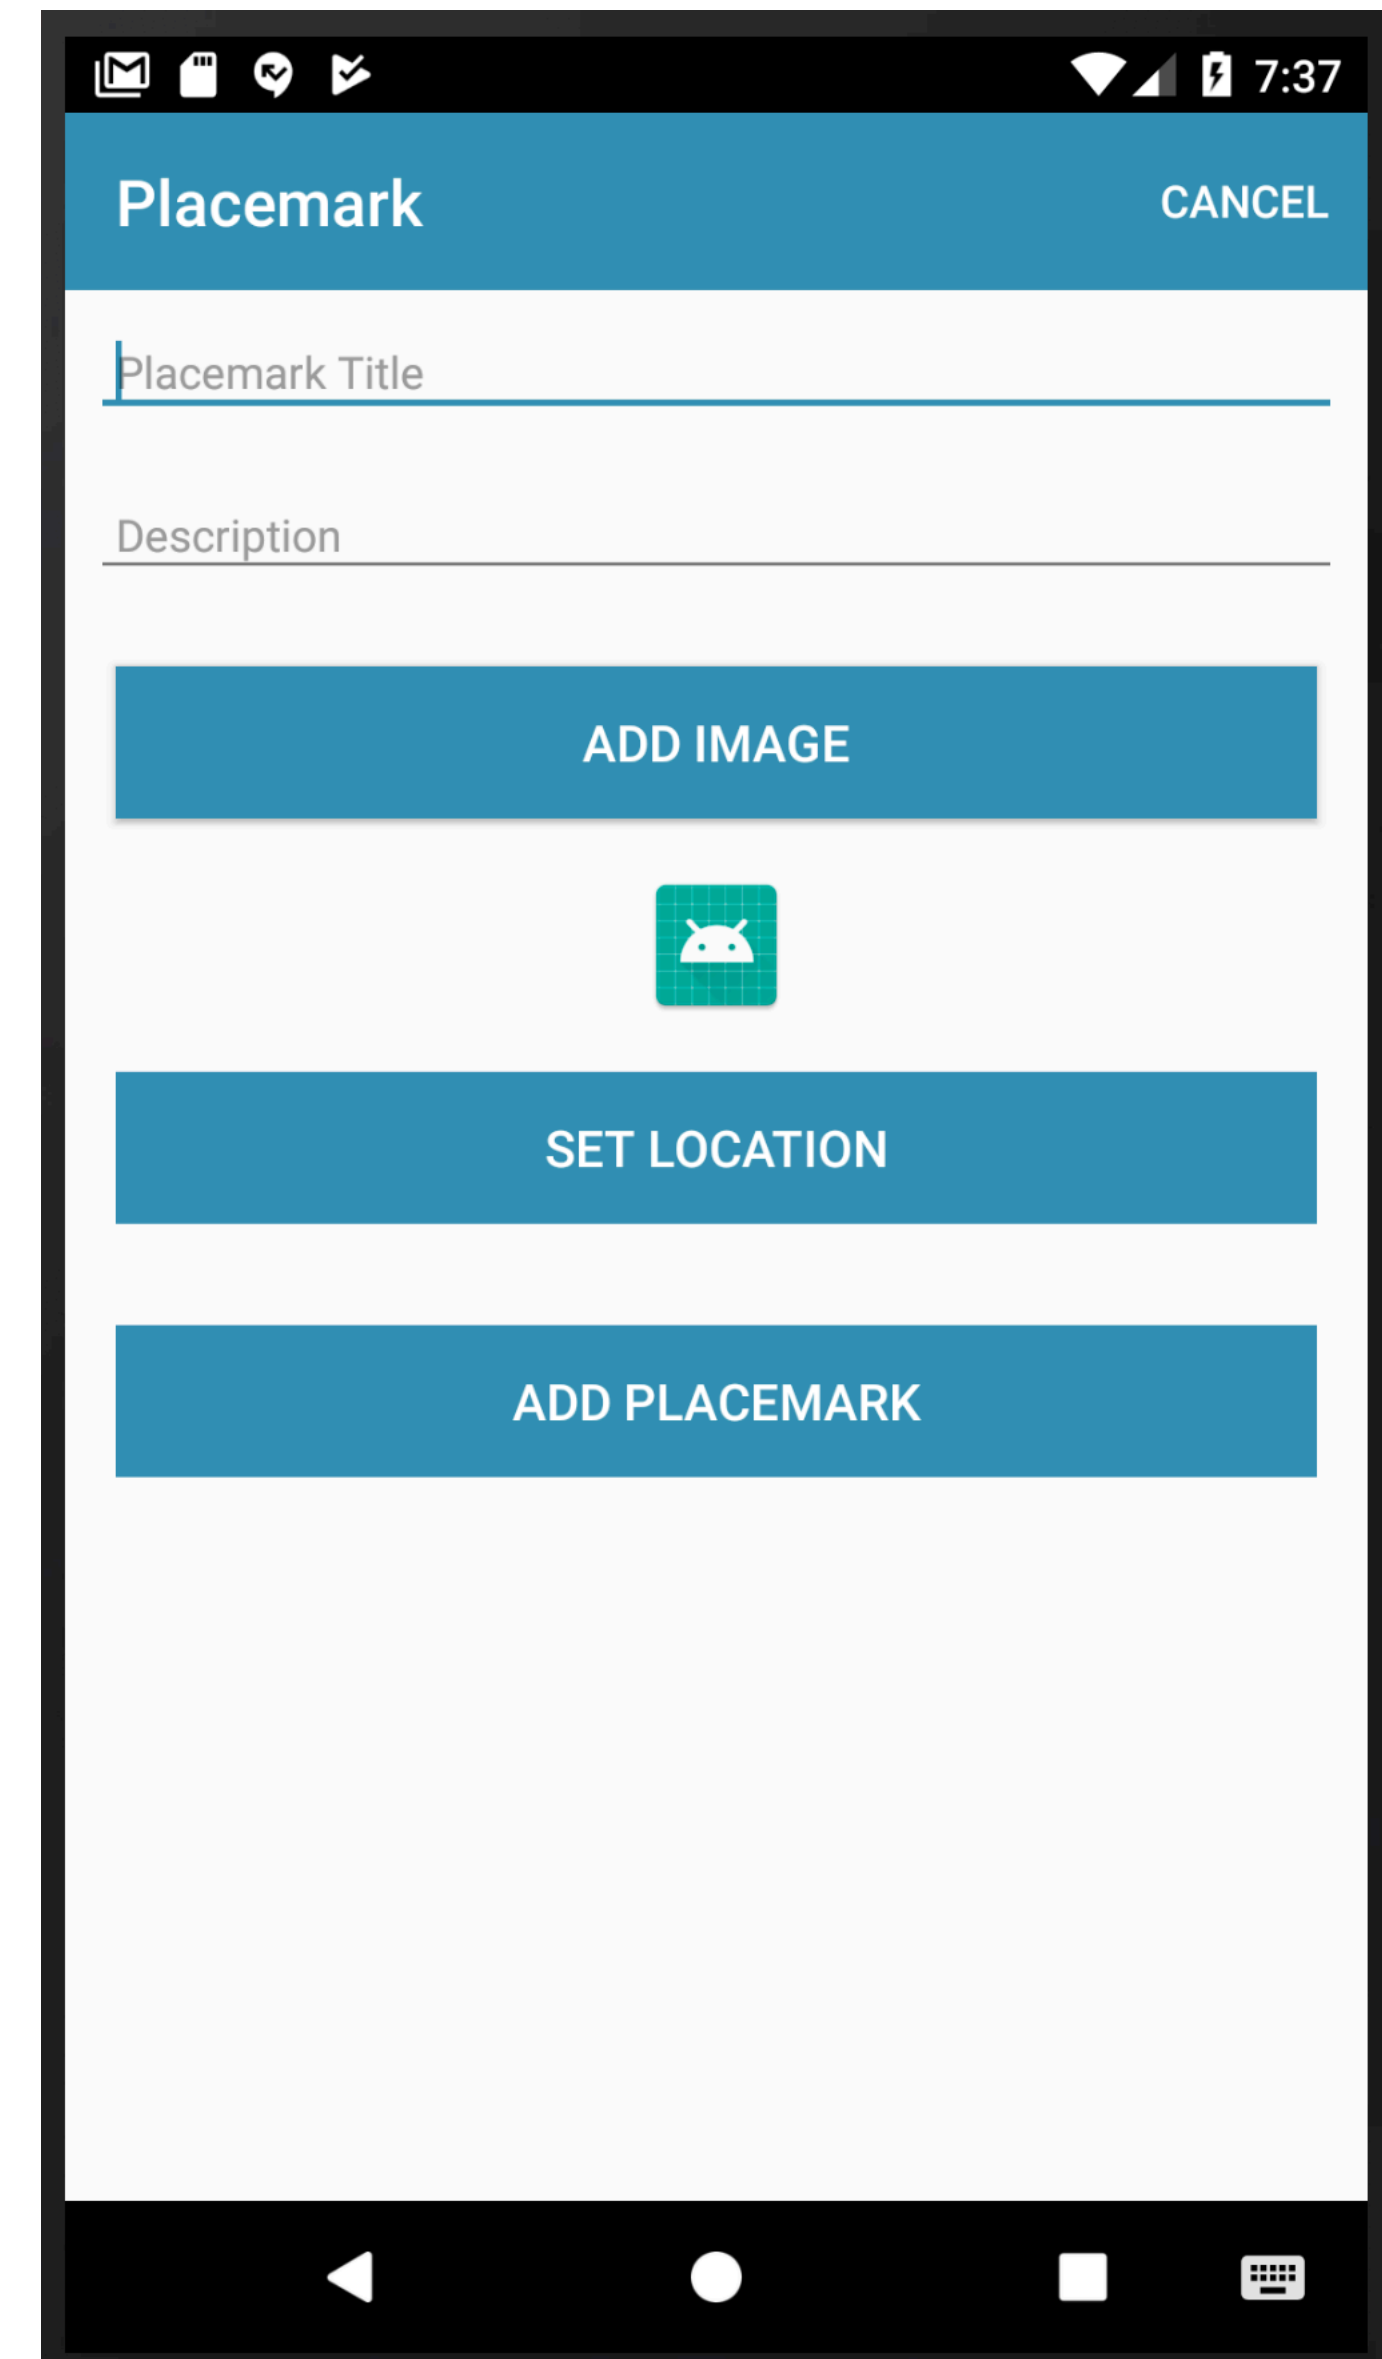 7:37
Placemark CANCEL
Placemark Title
Description
ADD IMAGE
SET LOCATION
ADD PLACEMARK